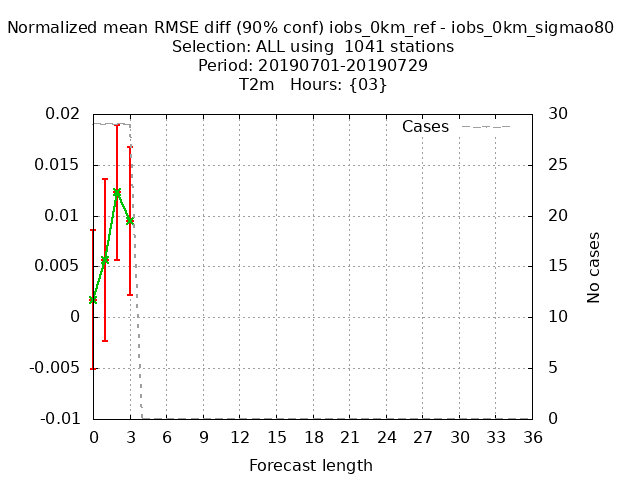 Normalized mean RMSE diff (90% conf) iobs_0km_ref - iobs_0km_sigmao80
Selection: ALL using  1041 stations
Period: 20190701-20190729
T2m   Hours: {03}
0.02
0.015
0.01
0.005
0
-0.005
-0.01
Cases
30
25
20
15
10
5
0
No cases
0 3 6 9 12 15 18 21 24 27 30 33 36
Forecast length